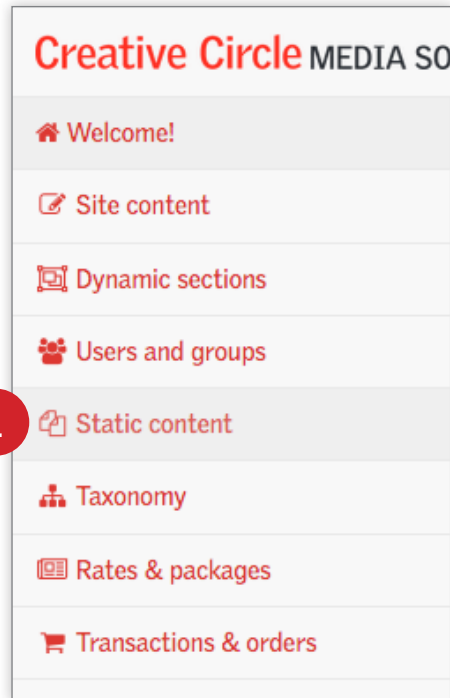 Creative Circle MEDIA SO
Welcome!
Site content
Dynamic sections
Users and groups
Static content
Taxonomy
Rates & packages
Transactions & orders